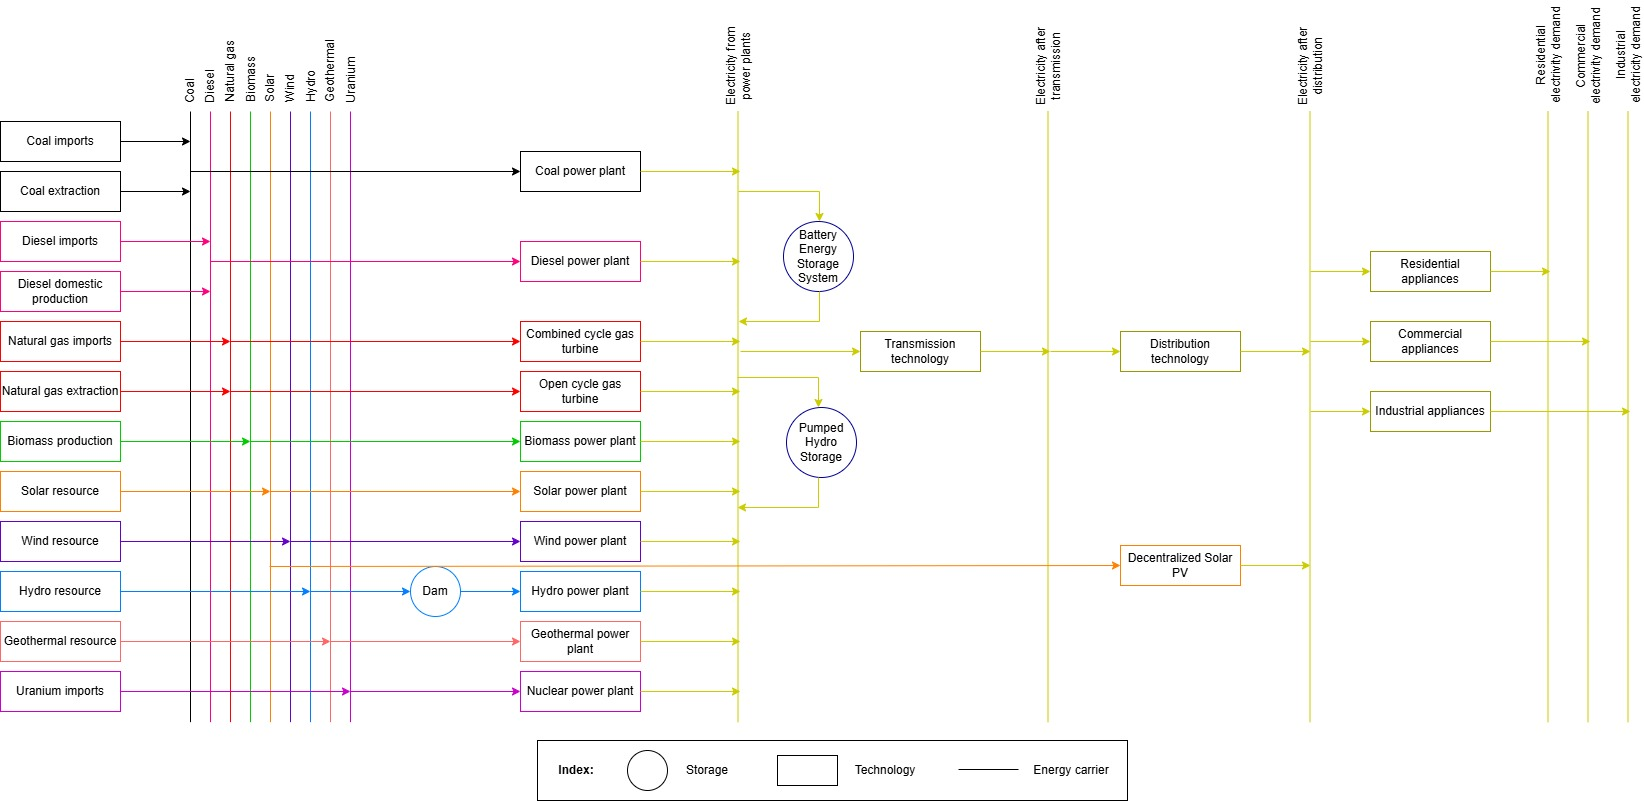 Coal
Diesel
Natural gas
Biomass
Solar
Wind
Hydro
Geothermal
Uranium
Electricity from
power plants
Electricity after
transmission
Electricity after
distribution
Residential
electrivity demand
Commercial
electrivity demand
Industrial
electricity demand
Coal imports
Coal extraction
Diesel imports
Diesel domestic
production
Natural gas imports
Natural gas extraction
Biomass production
Solar resource
Wind resource
Hydro resource
Geothermal resource
Uranium imports
Dam
Coal power plant
Diesel power plant
Combined cycle gas
turbine
Open cycle gas
turbine
Biomass power plant
Solar power plant
Wind power plant
Hydro power plant
Geothermal power
plant
Nuclear power plant
Battery
Energy
Storage
System
Pumped
Hydro
Storage
Transmission
technology
Distribution
technology
Decentralized Solar
PV
Residential
appliances
Commercial
appliances
Industrial appliances
Index:
Storage
Technology
Energy carrier